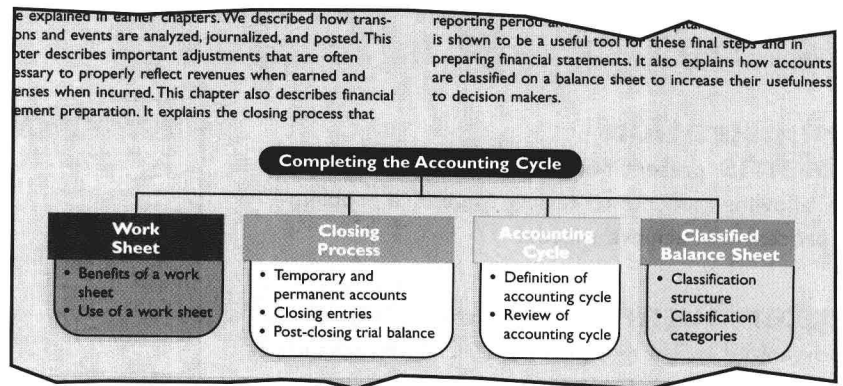 explained in earlier chapters. We described how trans-
and events are analyzed, journalized, and posted. This
describes important adjustments that are often
to properly reflect revenues when earned and
when incurred. This chapter also describes financial
preparation. It explains the closing process that
reporting period
is shown to be a useful tool for these final steps and in
preparing financial statements. It also explains how accounts
are classified on a balance sheet to increase their usefulness
to decision makers.
Completing the Accounting Cycle
Work
Sheet
• Benefits of a work
sheet
• Use of a work sheet
Closing
Process
• Temporary and
permanent accounts
• Closing entries
• Post-closing trial balance
Accounting
Cycle
• Definition of
accounting cycle
• Review of
accounting cycle
Classified
Balance Sheet
• Classification
structure
• Classification
categories